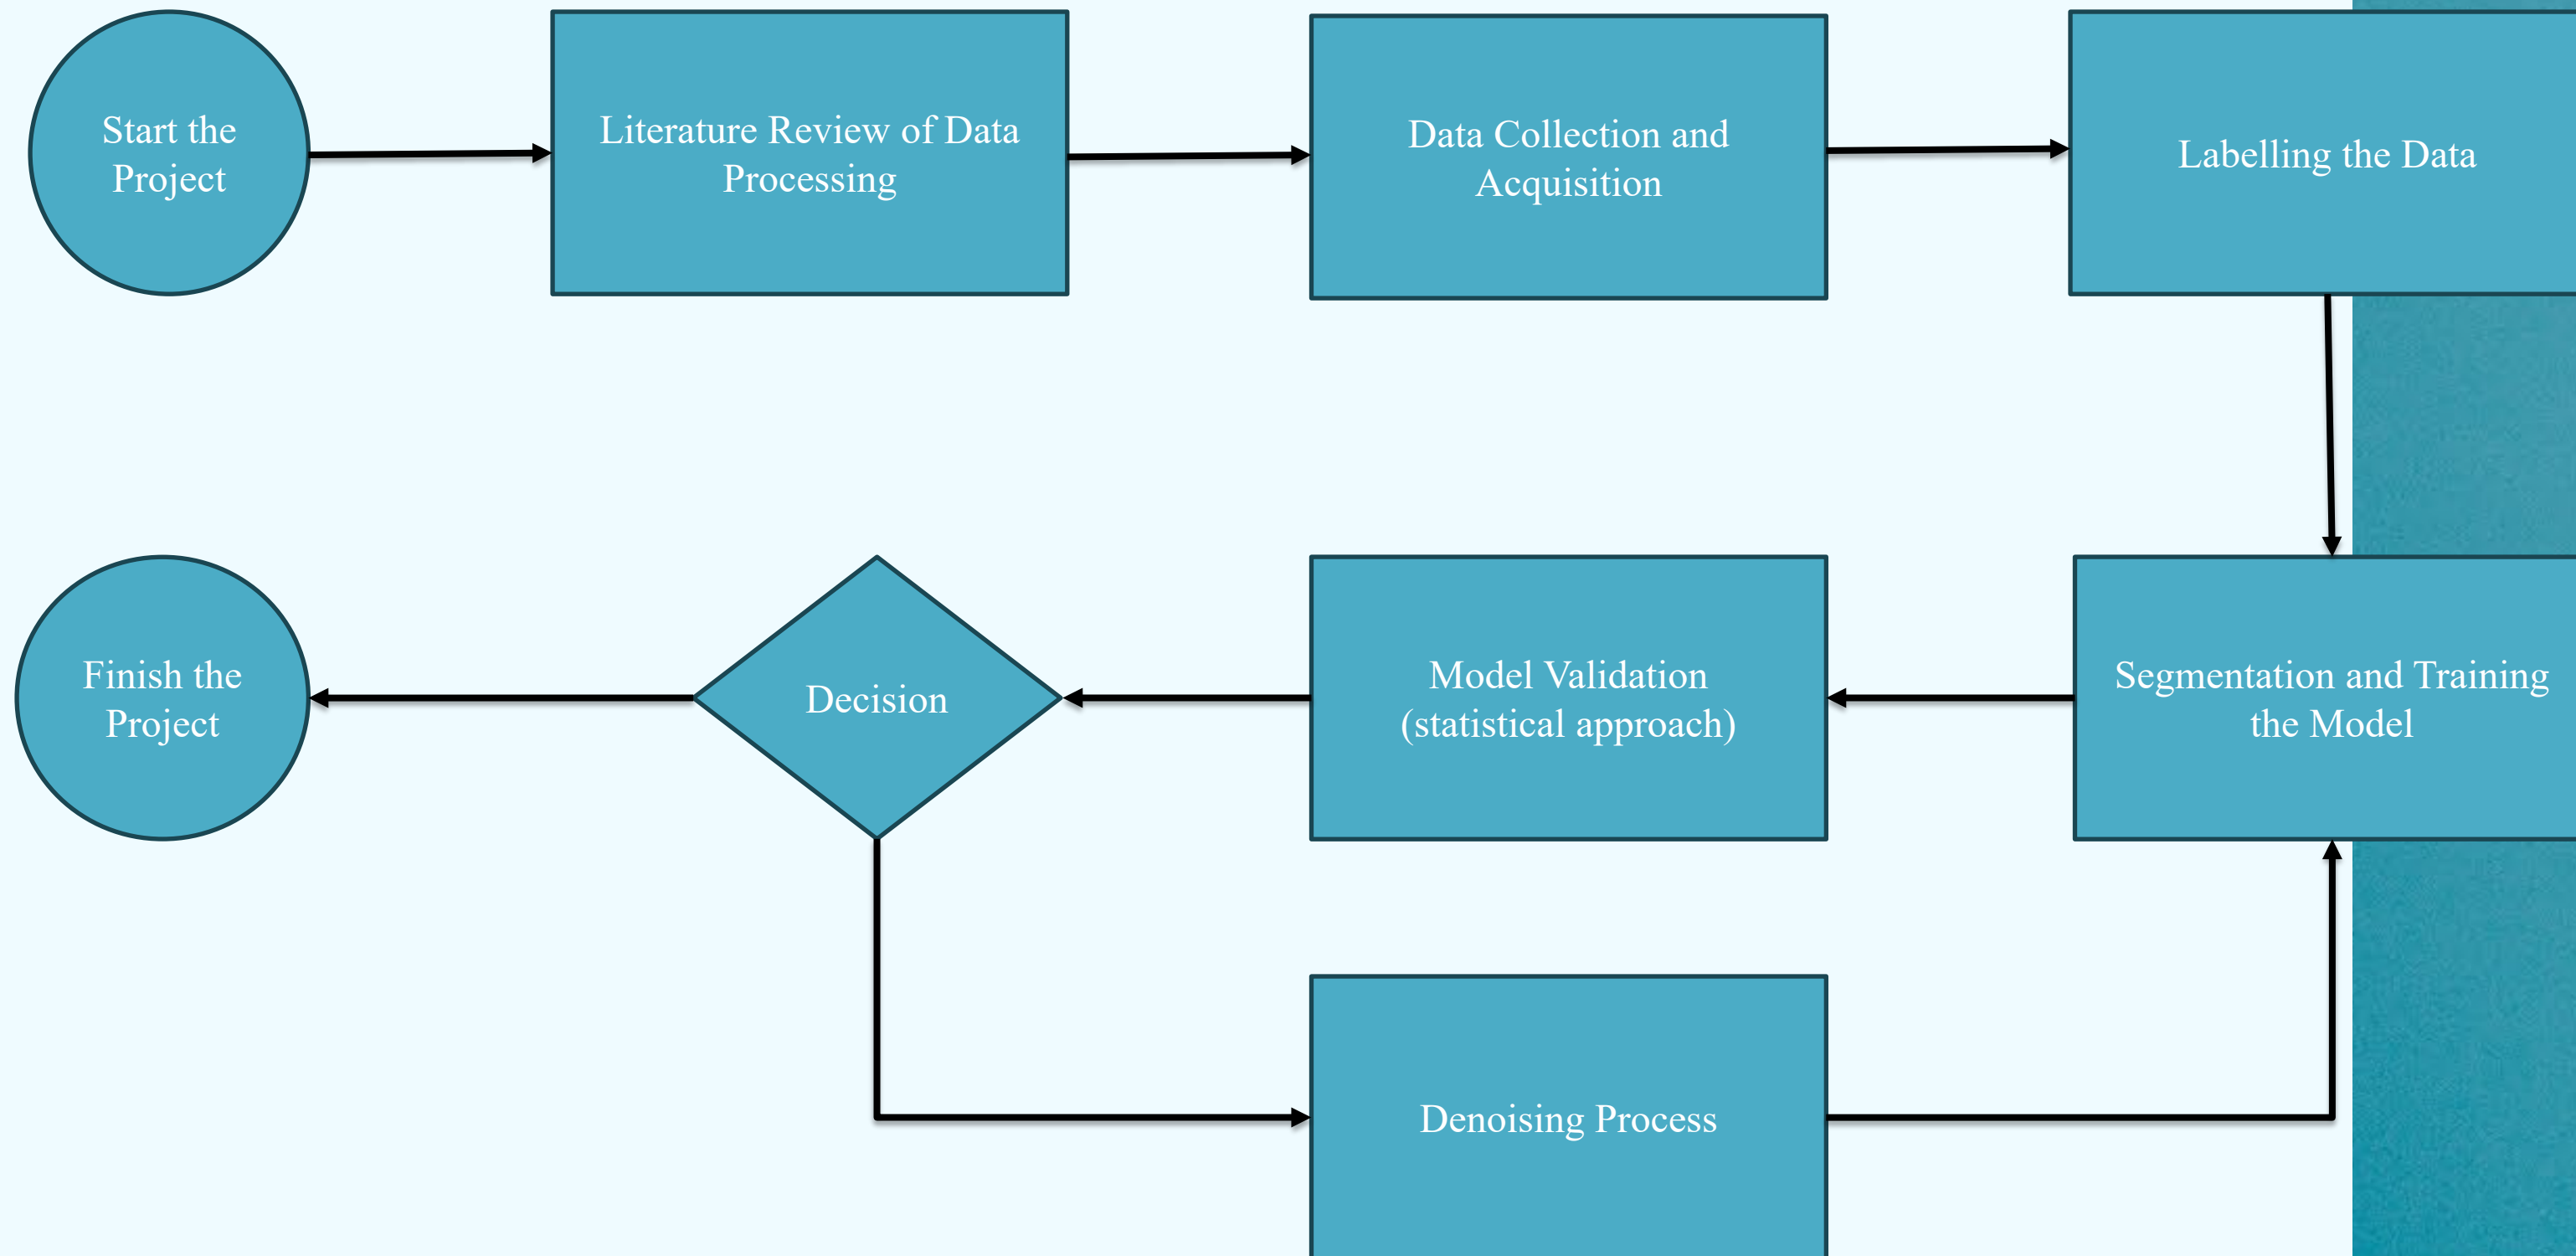 Start the
Project
Literature Review of Data
Processing
Data Collection and
Acquisition
Labelling the Data
Finish the
Project
Decision
Model Validation
(statistical approach)
Segmentation and Training
the Model
Denoising Process